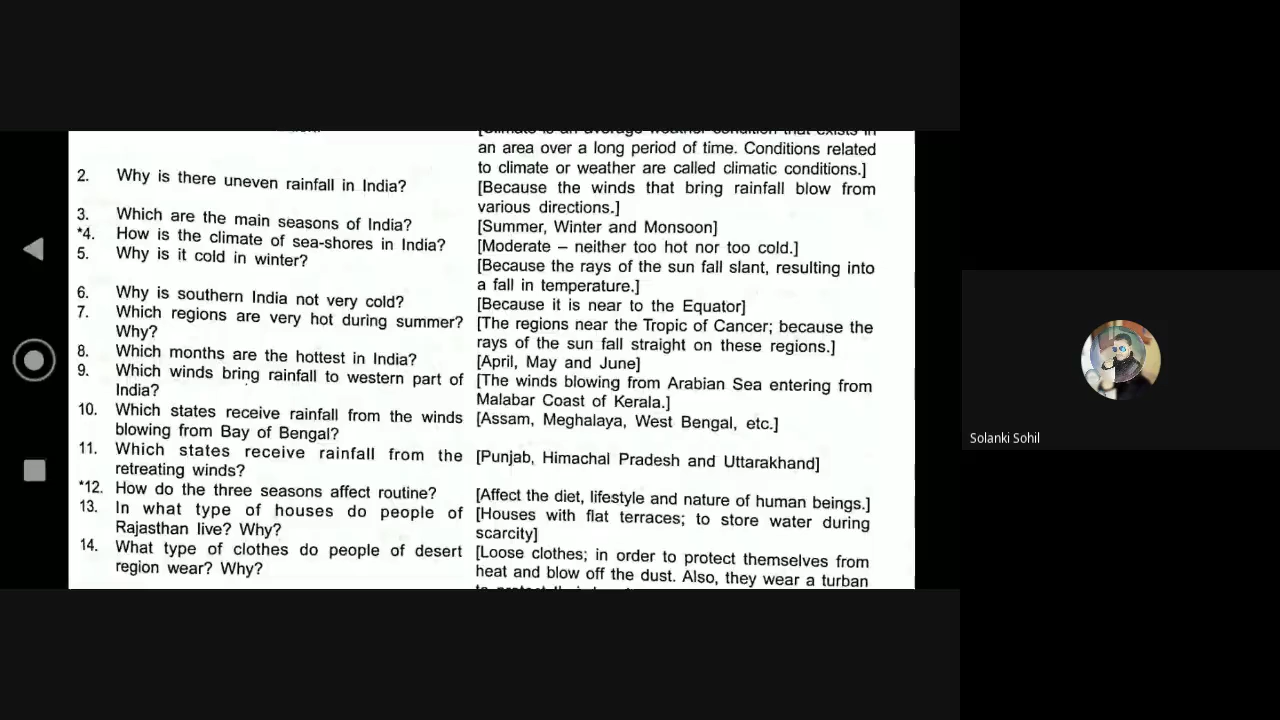 [Climate is an average weather condition that exists in
an area over a long period of time. Conditions related
to climate or weather are called climatic conditions.]
2. Why is there uneven rainfall in India?
[Because the winds that bring rainfall blow from
various directions.]
3. Which are the main seasons of India?
[Summer, Winter and Monsoon]
*4. How is the climate of sea-shores in India?
[Moderate – neither too hot nor too cold.]
5. Why is it cold in winter?
[Because the rays of the sun fall slant, resulting into
a fall in temperature.]
6. Why is southern India not very cold?
[Because it is near to the Equator]
7. Which regions are very hot during summer?
Why?
[The regions near the Tropic of Cancer; because the
rays of the sun fall straight on these regions.]
8. Which months are the hottest in India?
[April, May and June]
9. Which winds bring rainfall to western part of
India?
[The winds blowing from Arabian Sea entering from
Malabar Coast of Kerala.]
10. Which states receive rainfall from the winds
blowing from Bay of Bengal?
[Assam, Meghalaya, West Bengal, etc.]
11. Which states receive rainfall from the
retreating winds?
[Punjab, Himachal Pradesh and Uttarakhand]
*12. How do the three seasons affect routine?
[Affect the diet, lifestyle and nature of human beings.]
13. In what type of houses do people of
Rajasthan live? Why?
[Houses with flat terraces; to store water during
scarcity]
14. What type of clothes do people of desert
region wear? Why?
[Loose clothes; in order to protect themselves from
heat and blow off the dust. Also, they wear a turban
Solanki Sohil